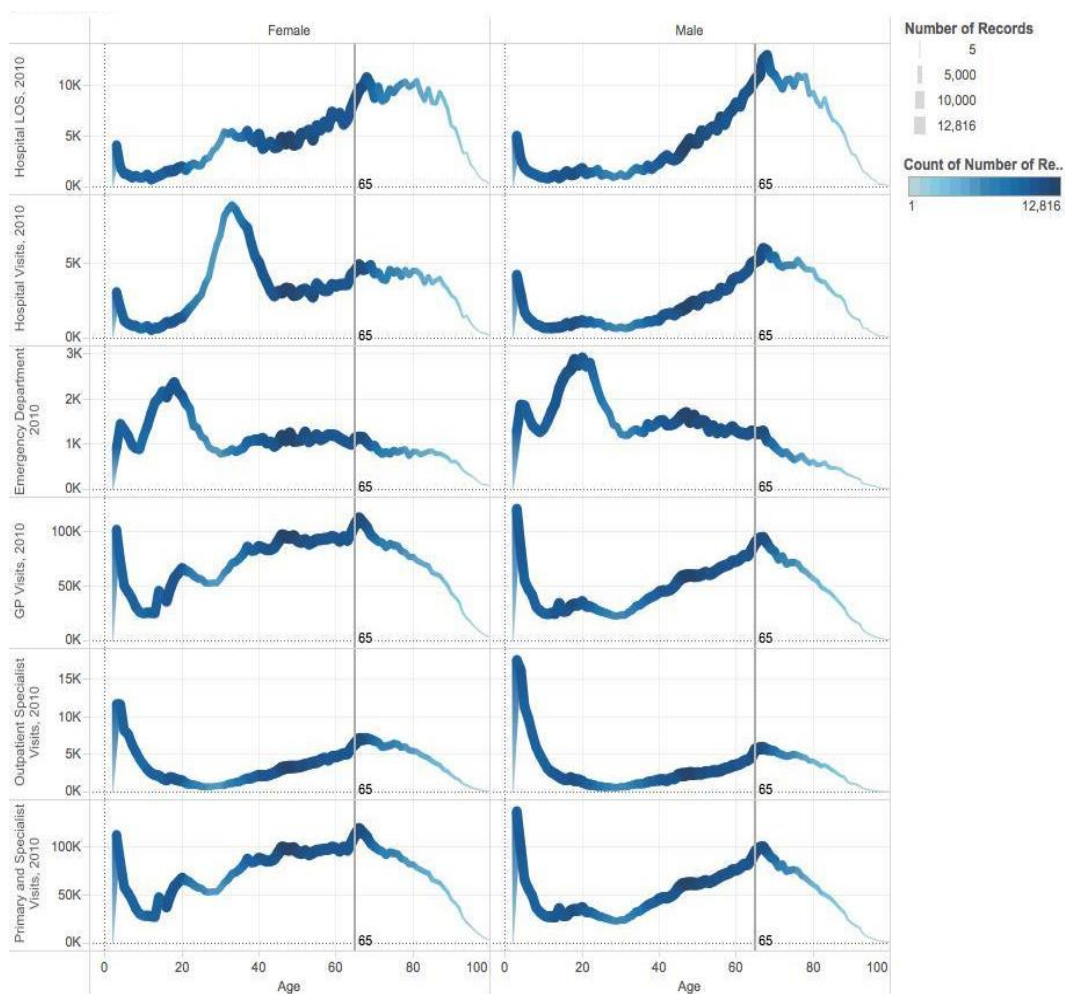 Female
Male
Hospital LOS, 2010
10K
5K
0K
65
65
Hospital Visits, 2010
5K
0K
65
65
Emergency Department
2010
3K
2K
1K
0K
65
65
GP Visits, 2010
100K
50K
0K
65
65
Outpatient Specialist
Visits, 2010
15K
10K
5K
0K
65
65
Primary and Specialist
Visits, 2010
100K
50K
0K
65
65
0 20 40 60 80 100
0 20 40 60 80 100
Age
Age
Number of Records
5
5,000
10,000
12,816
Count of Number of Re..
1 12,816